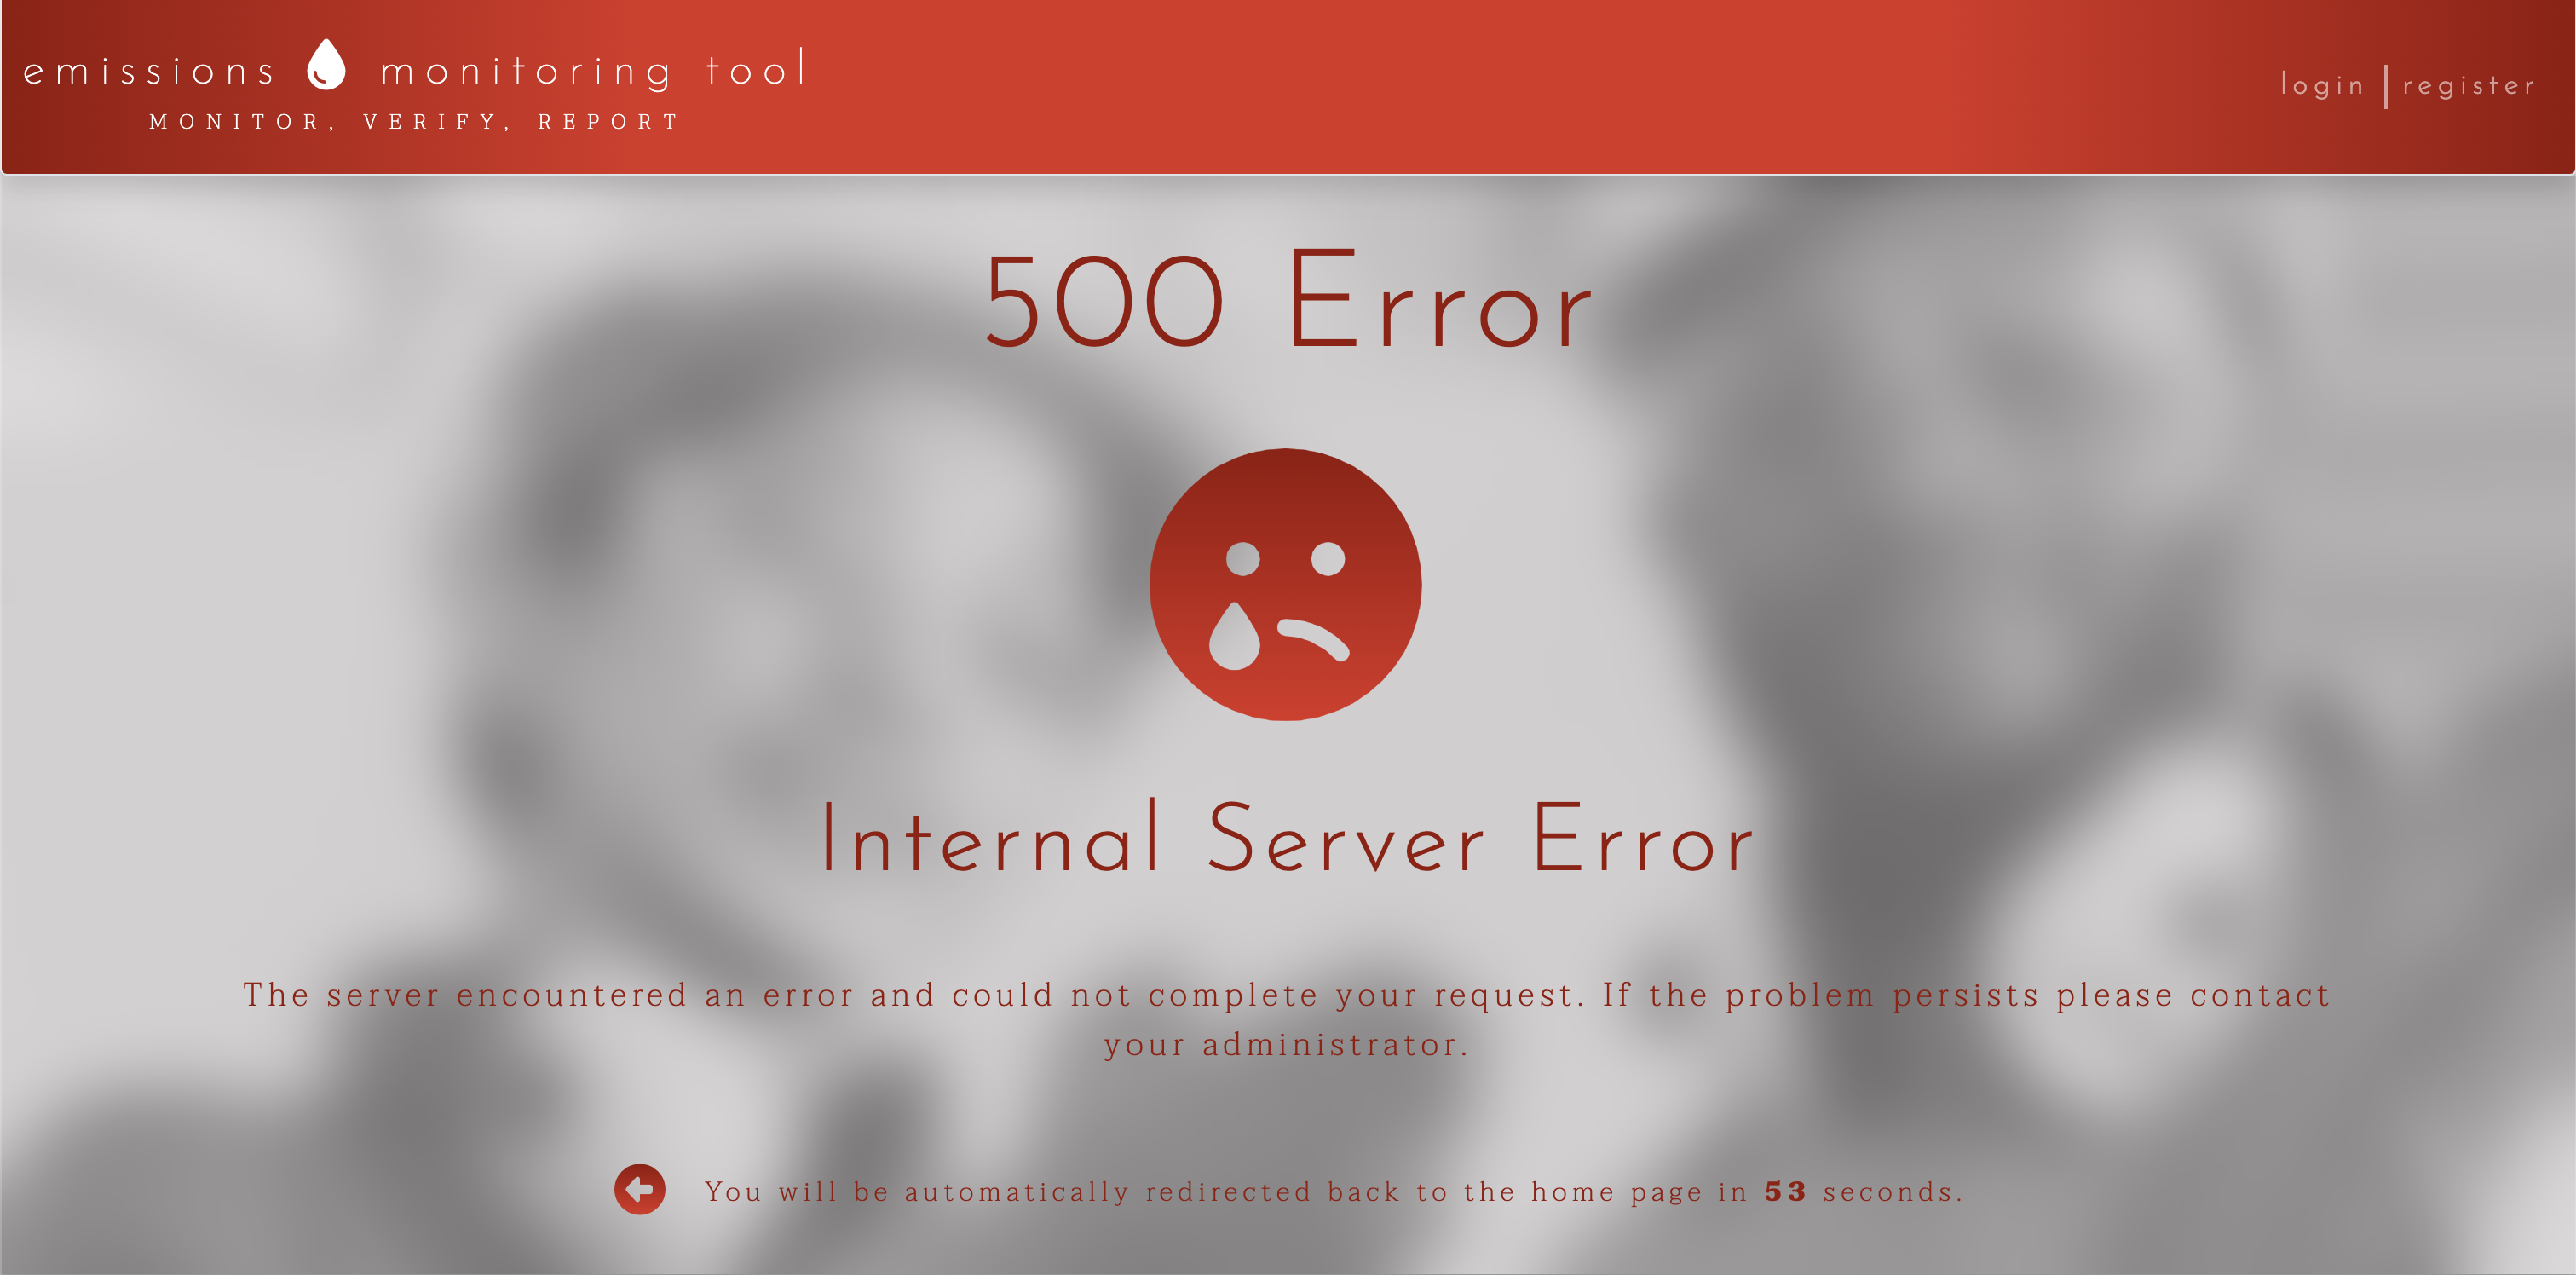 emissions monitoring tool
MONITOR, VERIFY, REPORT
login | register
500 Error
Internal Server Error
The server encountered an error and could not complete your request. If the problem persists please contact
your administrator.
You will be automatically redirected back to the home page in 53 seconds.